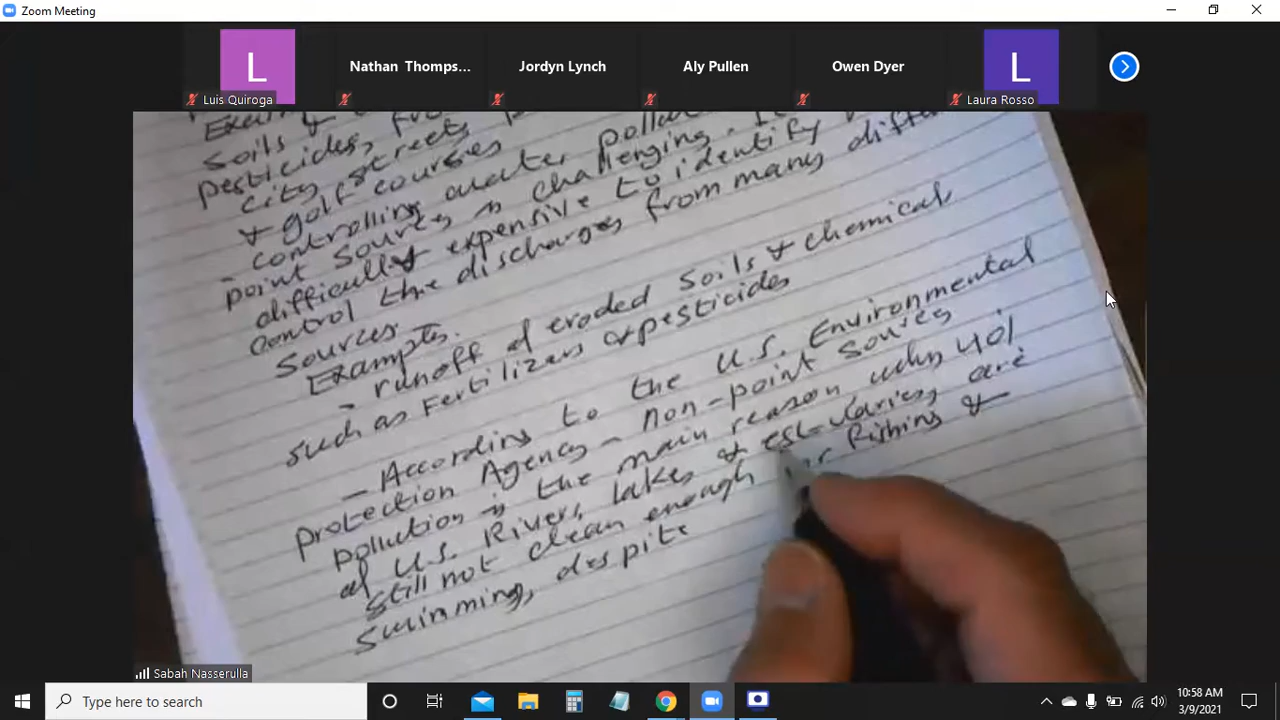 Zoom Meeting
L
Nathan Thomps...
Jordyn Lynch
Aly Pullen
Owen Dyer
L
Luis Quiroga
Laura Rosso
Soils &
pesticides, from
city streets
& golf courses
- controlling water pollution
point sources is challenging. It
difficult & expensive to identify
control the discharges from many different
Sources.
Examples.
- runoff of eroded soils & chemical,
such as Fertilizers & pesticides
- According to the U.S. Environmental
protection Agency - non-point sources
pollution is the main reason why 40%
of U.S. Rivers, lakes & estuaries, are
still not clean enough for Fishing &
swimming, despite
Sabah Nasserulla
Type here to search
10:58 AM
3/9/2021